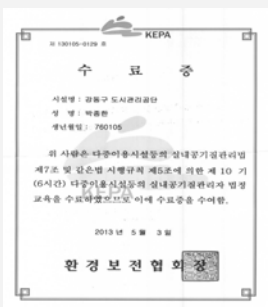 KEPA
제 130105-0129 호
수 료 증
시설명 : 강동구 도시관리공단
성 명 : 박종한
생년월일 : 760105
위 사람은 다중이용시설등의 실내공기질관리법
제7조 및 같은법 시행규칙 제5조에 의한 제 10 기
(6시간) 다중이용시설등의 실내공기질관리자 법정
교육을 수료하였으므로 이에 수료증을 수여함.
KEPA
2013 년 5 월 3 일
환경보전협회장